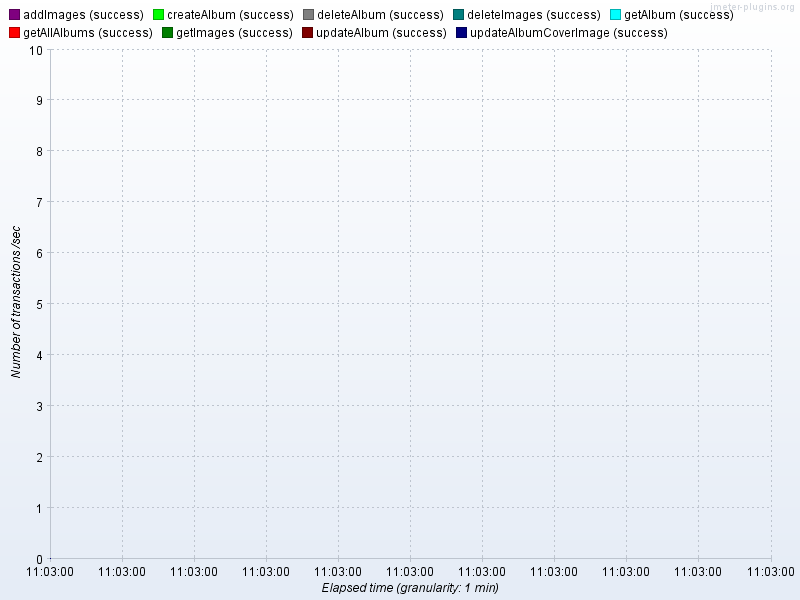 jmeter-plugins.org
addImages (success) createAlbum (success) deleteAlbum (success) deleteImages (success) getAlbum (success)
getAllAlbums (success) getImages (success) updateAlbum (success) updateAlbumCoverImage (success)
10
9
8
7
6
5
4
3
2
1
0
Number of transactions /sec
11:03:00 11:03:00 11:03:00 11:03:00 11:03:00 11:03:00 11:03:00 11:03:00 11:03:00 11:03:00 11:03:00
Elapsed time (granularity: 1 min)